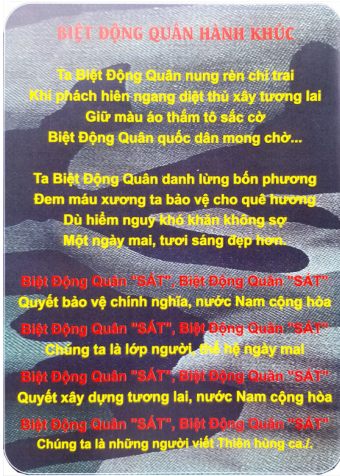 BIỆT ĐỘNG QUÂN HÀNH KHÚC
Ta Biệt Động Quân nung rèn chí trai
Khí phách hiên ngang diệt thù xây tương lai
Giữ màu áo thắm tô sắc cờ
Biệt Động Quân quốc dân mong chờ...
Ta Biệt Động Quân danh lừng bốn phương
Đem máu xương ta bảo vệ cho quê hương
Dù hiểm nguy khó khăn không sợ
Một ngày mai, tươi sáng đẹp hơn.
Biệt Động Quân "SÁT", Biệt Động Quân "SÁT"
Quyết bảo vệ chính nghĩa, nước Nam cộng hòa
Biệt Động Quân "SÁT", Biệt Động Quân "SÁT"
Chúng ta là lớp người, thế hệ ngày mai
Biệt Động Quân "SÁT", Biệt Động Quân "SÁT"
Quyết xây dựng tương lai, nước Nam cộng hòa
Biệt Động Quân "SÁT", Biệt Động Quân "SÁT"
Chúng ta là những người viết Thiên hùng ca./.